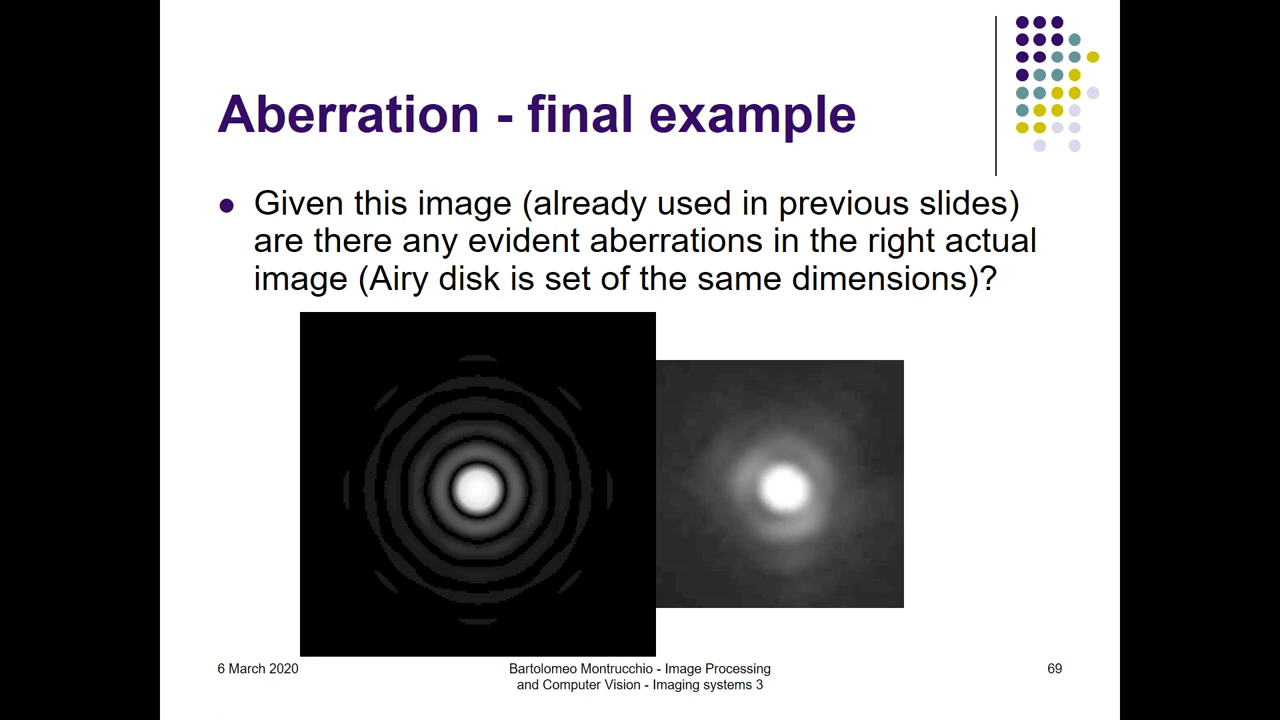 Aberration - final example
Given this image (already used in previous slides)
are there any evident aberrations in the right actual
image (Airy disk is set of the same dimensions)?
6 March 2020
Bartolomeo Montrucchio - Image Processing
and Computer Vision - Imaging systems 3
69